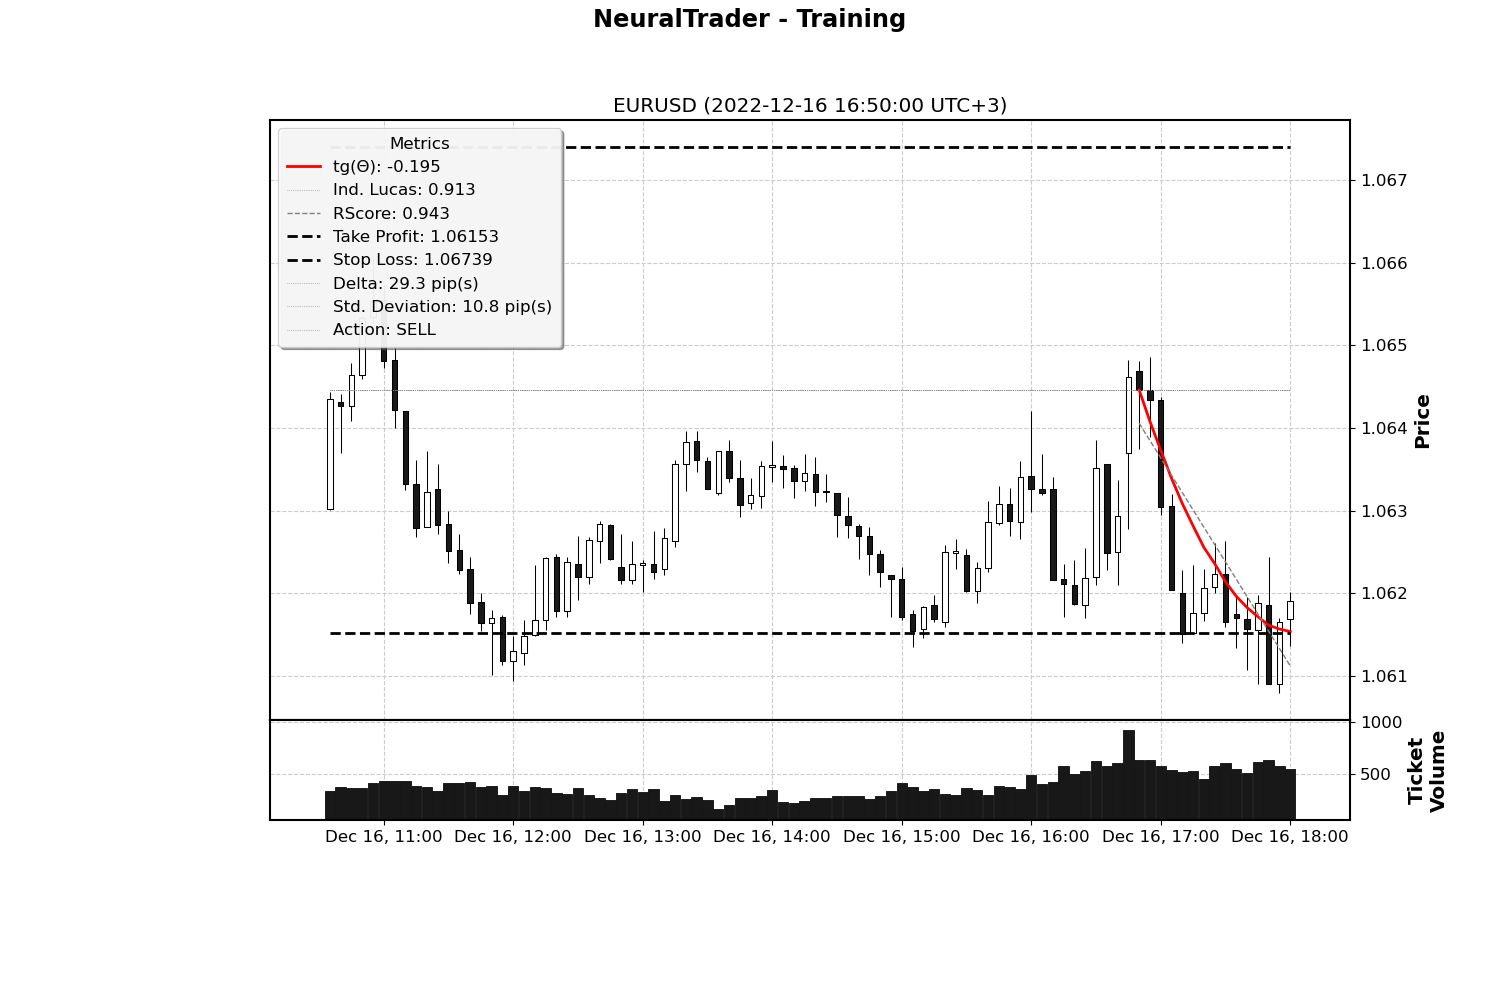 NeuralTrader - Training
EURUSD (2022-12-16 16:50:00 UTC+3)
Metrics
tg(Θ): -0.195
Ind. Lucas: 0.913
RScore: 0.943
Take Profit: 1.06153
Stop Loss: 1.06739
Delta: 29.3 pip(s)
Std. Deviation: 10.8 pip(s)
Action: SELL
1.067
1.066
1.065
1.064
1.063
1.062
1.061
Price
1000
500
Ticket
Volume
Dec 16, 11:00 Dec 16, 12:00 Dec 16, 13:00 Dec 16, 14:00 Dec 16, 15:00 Dec 16, 16:00 Dec 16, 17:00 Dec 16, 18:00